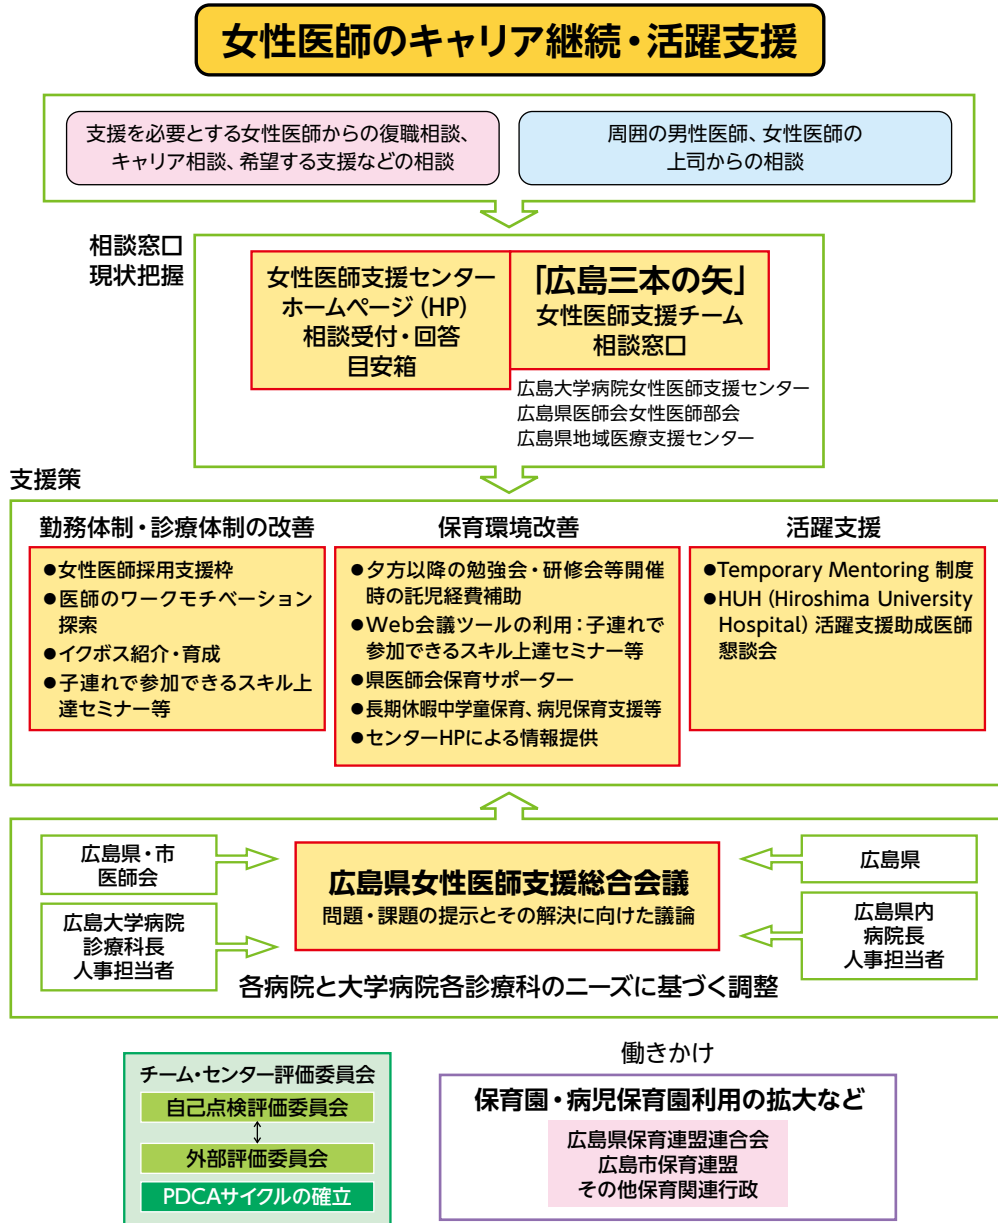 女性医師のキャリア継続・活躍支援
支援を必要とする女性医師からの復職相談、
キャリア相談、希望する支援などの相談
周囲の男性医師、女性医師の
上司からの相談
相談窓口
現状把握
女性医師支援センター
ホームページ（HP）
相談受付・回答
目安箱
「広島三本の矢」
女性医師支援チーム
相談窓口
広島大学病院女性医師支援センター
広島県医師会女性医師部会
広島県地域医療支援センター
支援策
勤務体制・診療体制の改善
●女性医師採用支援枠
●医師のワークモチベーション
探索
●イクボス紹介・育成
●子連れで参加できるスキル上
達セミナー等
保育環境改善
●夕方以降の勉強会・研修会等開催
時の託児経費補助
●Web会議ツールの利用：子連れで
参加できるスキル上達セミナー等
●県医師会保育サポーター
●長期休暇中学童保育、病児保育支援等
●センターHPによる情報提供
活躍支援
●Temporary Mentoring 制度
●HUH（Hiroshima University
Hospital）活躍支援助成医師
懇談会
広島県・市
医師会
広島大学病院
診療科長
人事担当者
広島県女性医師支援総合会議
問題・課題の提示とその解決に向けた議論
広島県
広島県内
病院長
人事担当者
各病院と大学病院各診療科のニーズに基づく調整
チーム・センター評価委員会
自己点検評価委員会
外部評価委員会
PDCAサイクルの確立
働きかけ
保育園・病児保育園利用の拡大など
広島県保育連盟連合会
広島市保育連盟
その他保育関連行政